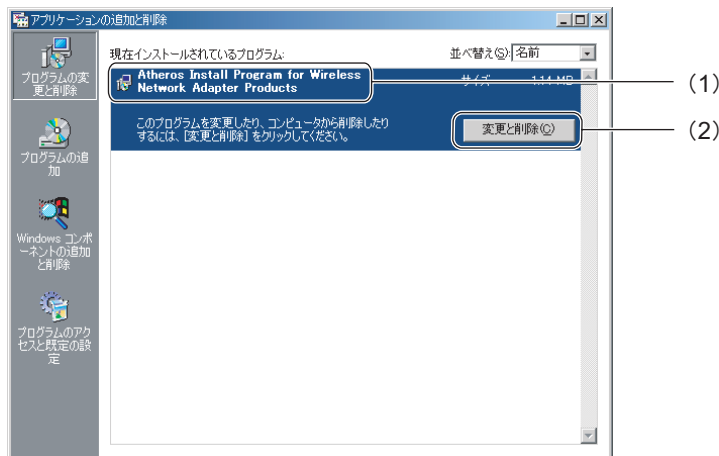 アプリケーションの追加と削除
プログラムの変
更と削除
プログラムの追
加
Windows コンポ
ーネントの追加
と削除
プログラムのアク
セスと既定の設
定
現在インストールされているプログラム:
並べ替え(S): 名前
Atheros Install Program for Wireless
Network Adapter Products
サイズ 1.14 MB
このプログラムを変更したり、コンピュータから削除したり
するには、[変更と削除] をクリックしてください。
変更と削除(C)
(1)
(2)